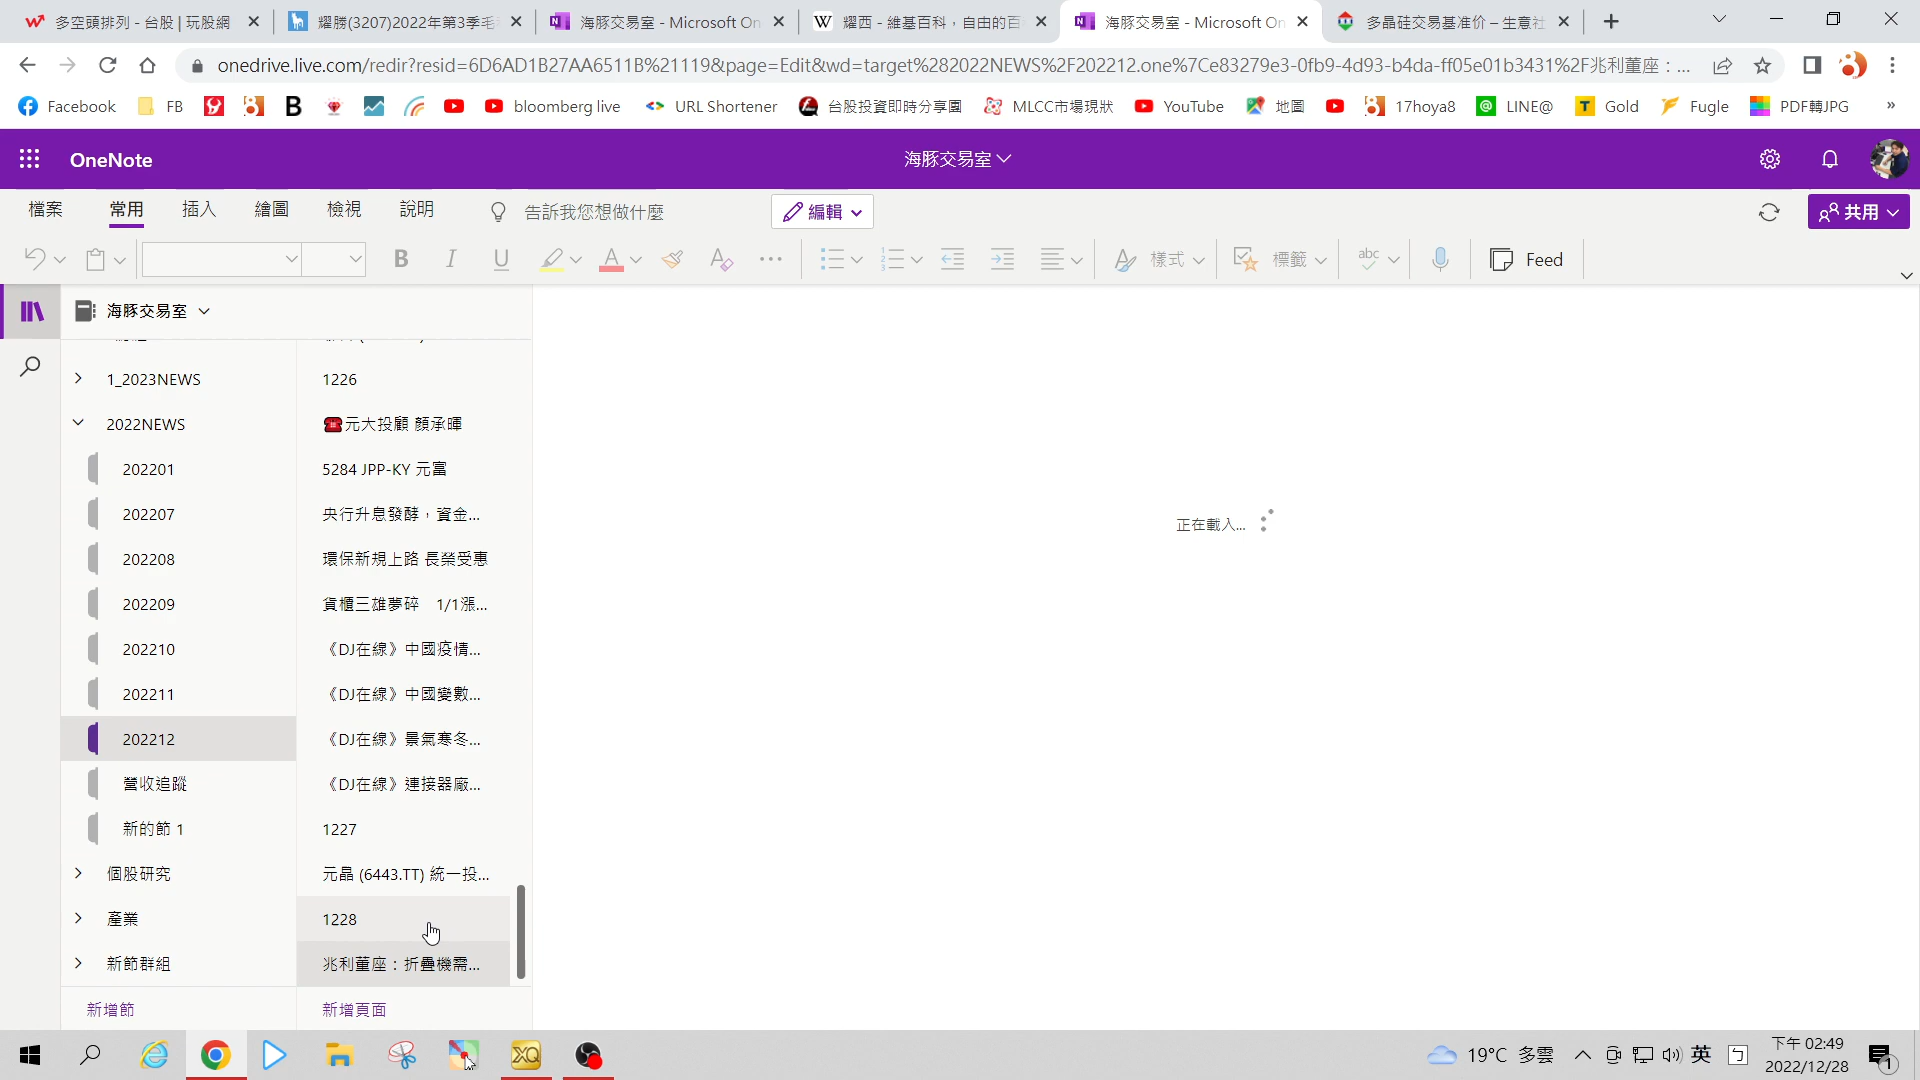 多空頭排列 - 台股 | 玩股網
耀勝(3207)2022年第3季毛
海豚交易室 - Microsoft On
耀西 - 維基百科，自由的百
海豚交易室 - Microsoft On
多晶硅交易基准价 – 生意社
onedrive.live.com/redir?resid=6D6AD1B27AA6511B%21119&page=Edit&wd=target%282022NEWS%2F202212.one%7Ce83279e3-0fb9-4d93-b4da-ff05e01b3431%2F兆利董座：...
Facebook
FB
bloomberg live
URL Shortener
台股投資即時分享園
MLCC市場現狀
YouTube
地圖
17hoya8
LINE@
Gold
Fugle
PDF轉JPG
»
OneNote
海豚交易室
檔案
常用
插入
繪圖
檢視
說明
告訴我您想做什麼
編輯
共用
樣式
標籤
Feed
海豚交易室
1_2023NEWS
2022NEWS
202201
202207
202208
202209
202210
202211
202212
營收追蹤
新的節 1
個股研究
產業
新節群組
新增節
1226
☎元大投顧 顏承暉
5284 JPP-KY 元富
央行升息發酵，資金...
環保新規上路 長榮受惠
貨櫃三雄夢碎　1/1漲...
《DJ在線》中國疫情...
《DJ在線》中國變數...
《DJ在線》景氣寒冬...
《DJ在線》連接器廠...
1227
元晶 (6443.TT) 統一投...
1228
兆利董座：折疊機需...
新增頁面
正在載入...
19°C 多雲
英
下午 02:49
2022/12/28
1